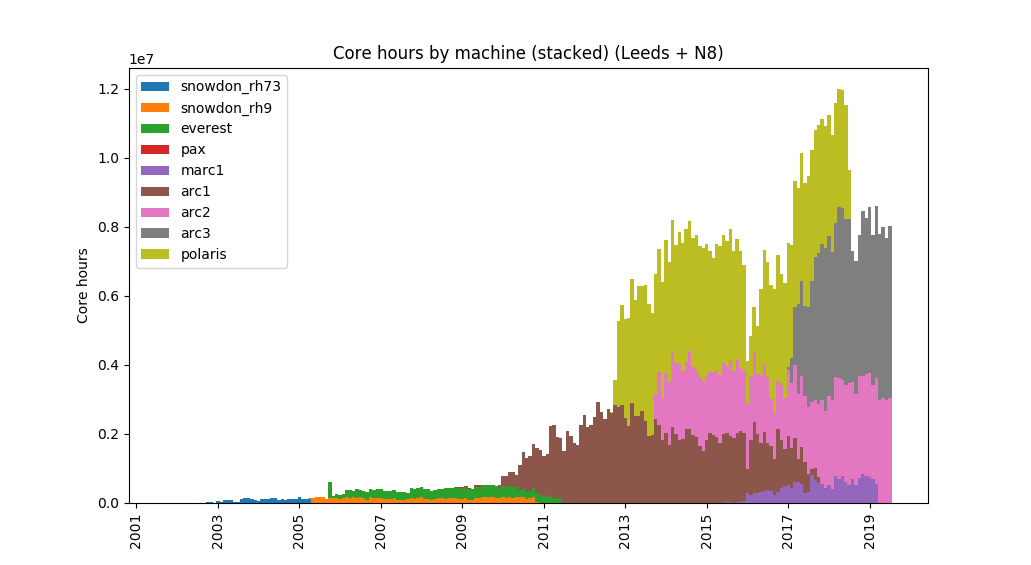 Core hours by machine (stacked) (Leeds + N8)
1e7
1.2
1.0
0.8
0.6
0.4
0.2
0.0
Core hours
snowdon_rh73
snowdon_rh9
everest
pax
marc1
arc1
arc2
arc3
polaris
2001
2003
2005
2007
2009
2011
2013
2015
2017
2019